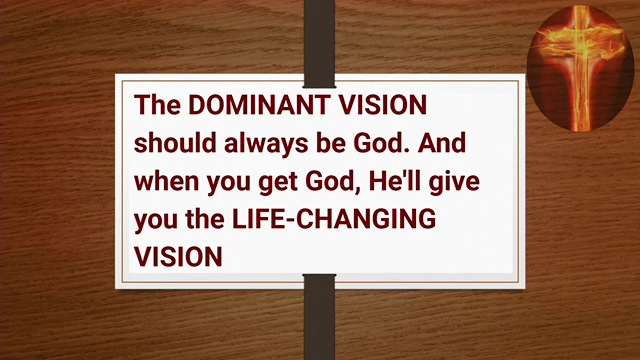 The DOMINANT VISION
should always be God. And
when you get God, He'll give
you the LIFE-CHANGING
VISION